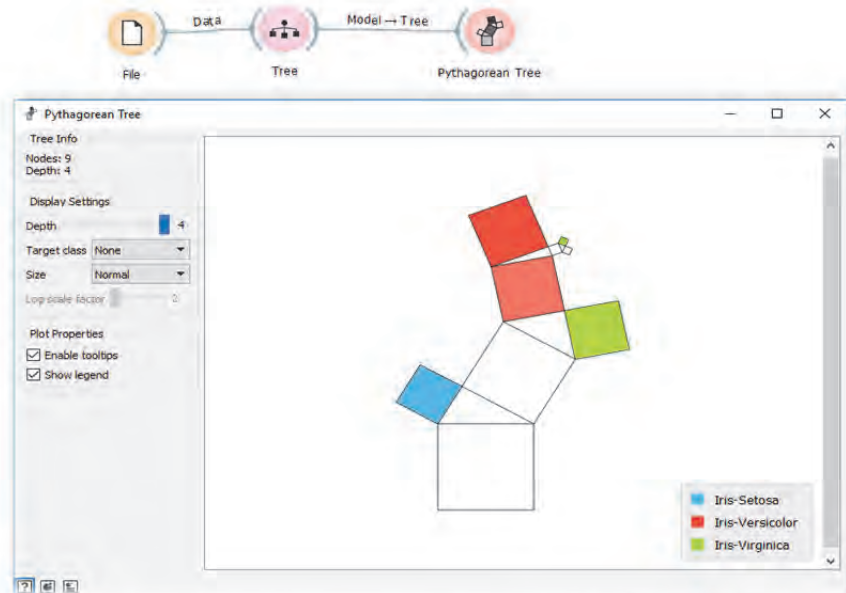 Data
Model → Tree
File
Tree
Pythagorean Tree
Pythagorean Tree
Tree Info
Nodes: 9
Depth: 4
Display Settings
Depth 4
Target class None
Size Normal
Log scale factor 2
Plot Properties
Enable tooltips
Show legend
Iris-Setosa
Iris-Versicolor
Iris-Virginica
?